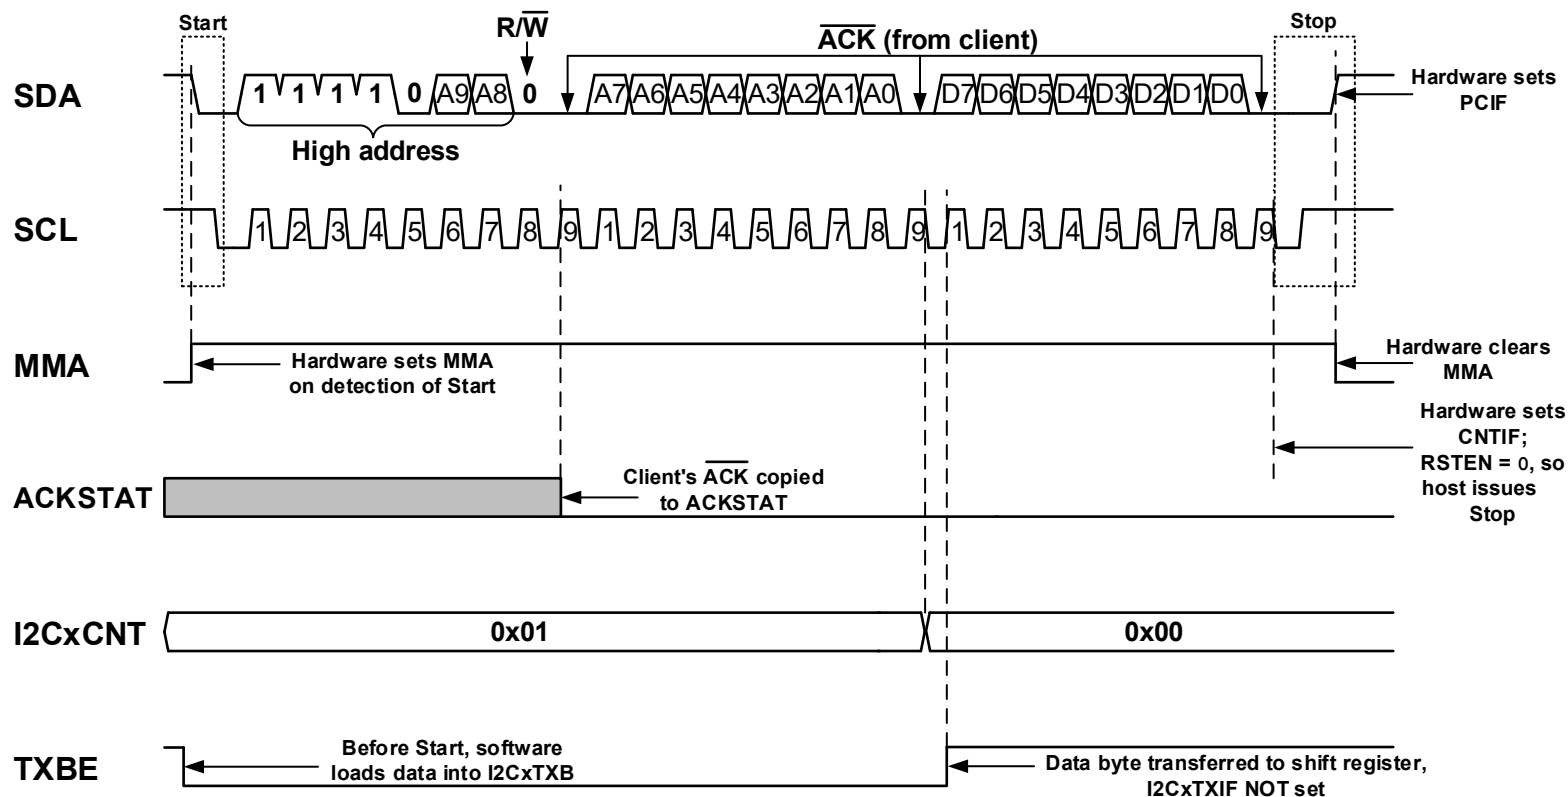 Start
R/W
ACK (from client)
Stop
SDA
1 1 1 1 0 A9 A8 0 A7 A6 A5 A4 A3 A2 A1 A0 D7 D6 D5 D4 D3 D2 D1 D0
Hardware sets
PCIF
High address
SCL
1 2 3 4 5 6 7 8 9 1 2 3 4 5 6 7 8 9 1 2 3 4 5 6 7 8 9
MMA
Hardware sets MMA
on detection of Start
Hardware clears
MMA
Hardware sets
CNTIF;
RSTEN = 0, so
host issues
Stop
ACKSTAT
Client's ACK copied
to ACKSTAT
I2CxCNT
0x01
0x00
TXBE
Before Start, software
loads data into I2CxTXB
Data byte transferred to shift register,
I2CxTXIF NOT set